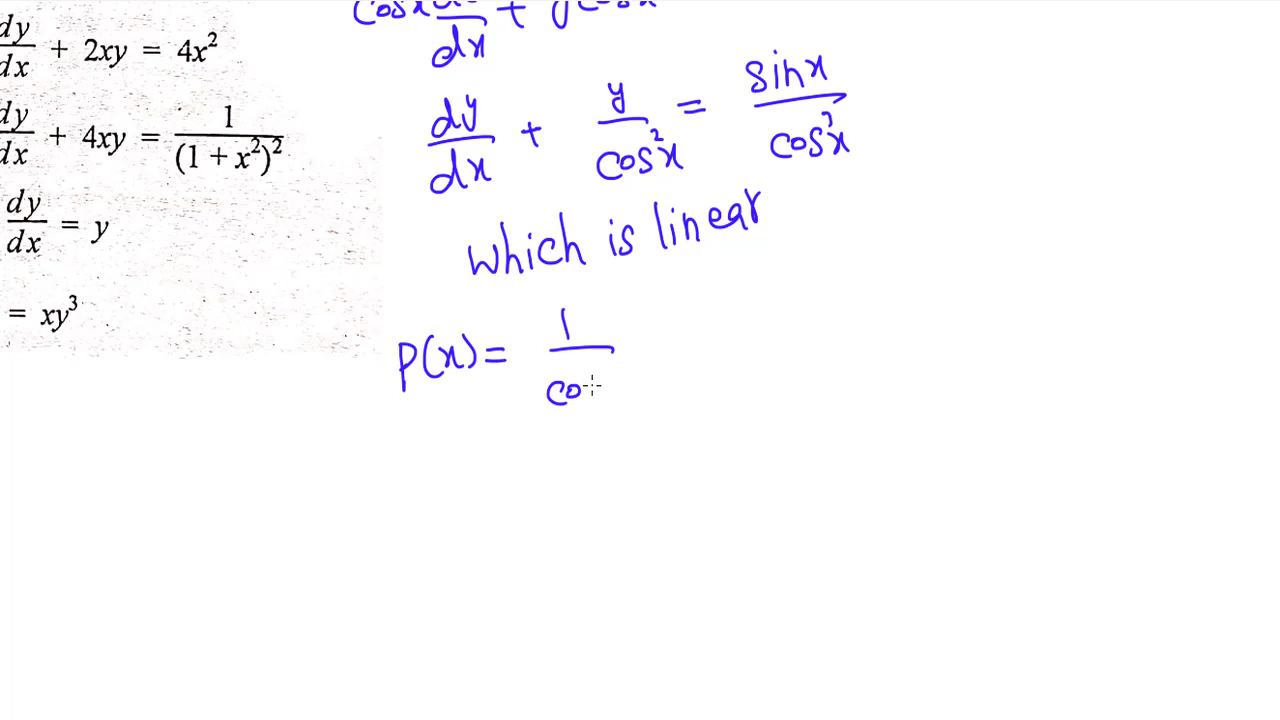 dy/dx + 2xy = 4x²
dy/dx + 4xy = 1/(1 + x²)²
dy/dx = y
= xy³
dx +
dy/dx + y/cos²x = sinx/cos³x
which is linear
P(x) = 1/co